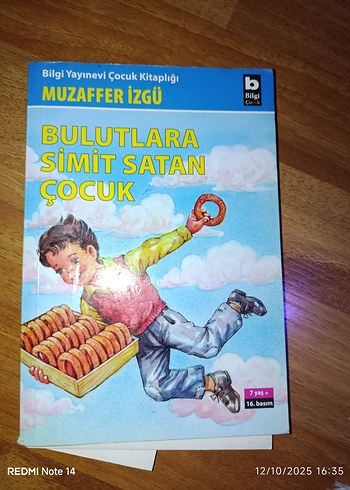 Bilgi Yayınevi Çocuk Kitaplığı
MUZAFFER İZGÜ
b
Bilgi
Çocuk
BULUTLARA
SİMİT SATAN
ÇOCUK
7 yaş +
16. basım
REDMI Note 14
12/10/2025 16:35